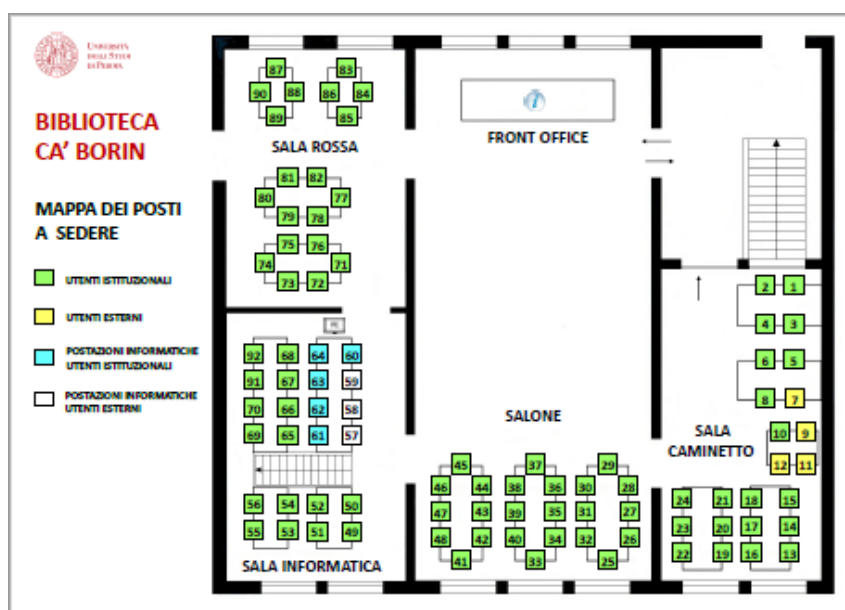 UNIVERSITÀ
DEGLI STUDI
DI PADOVA
BIBLIOTECA
CA' BORIN
MAPPA DEI POSTI
A SEDERE
UTENTI ISTITUZIONALI
UTENTI ESTERNI
POSTAZIONI INFORMATICHE
UTENTI ISTITUZIONALI
POSTAZIONI INFORMATICHE
UTENTI ESTERNI
87 83
90 88 86 84
89 85
SALA ROSSA
81 82
80 77
79 78
75 76
74 71
73 72
FRONT OFFICE
2 1
4 3
6 5
8 7
10 9
12 11
SALA
CAMINETTO
24 21 18 15
23 20 17 14
22 19 16 13
92 68 64 60
91 67 63 59
70 66 62 58
69 65 61 57
56 54 52 50
55 53 51 49
SALA INFORMATICA
SALONE
45 37 29
46 44 38 36 30 28
47 43 39 35 31 27
48 42 40 34 32 26
41 33 25